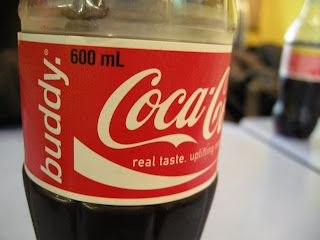 buddy.
600 mL
Coca-C
real taste. uplifting